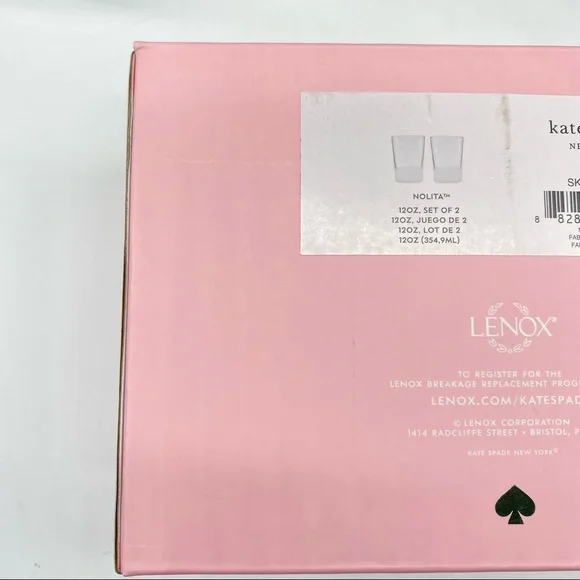 kate
NOLITA™
12OZ, SET OF 2
12OZ, JUEGO DE 2
12OZ, LOT DE 2
12OZ (354,9ML)
SK
8 828
LENOX®
TO REGISTER FOR THE
LENOX BREAKAGE REPLACEMENT PROG
LENOX.COM/KATESPAD
© LENOX CORPORATION
1414 RADCLIFFE STREET • BRISTOL, P
KATE SPADE NEW YORK®